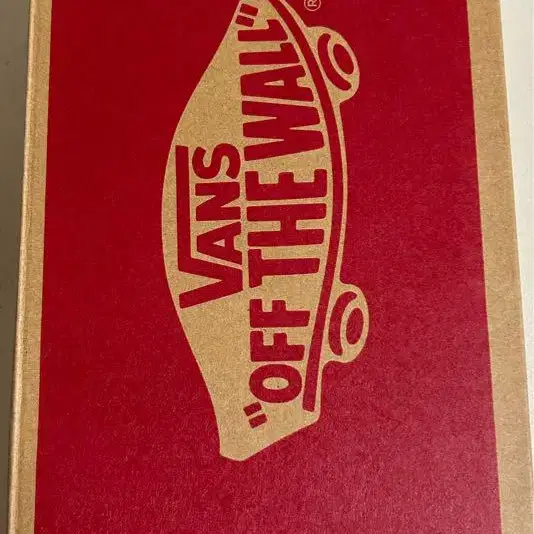 VANS
"OFF THE WALL"
®